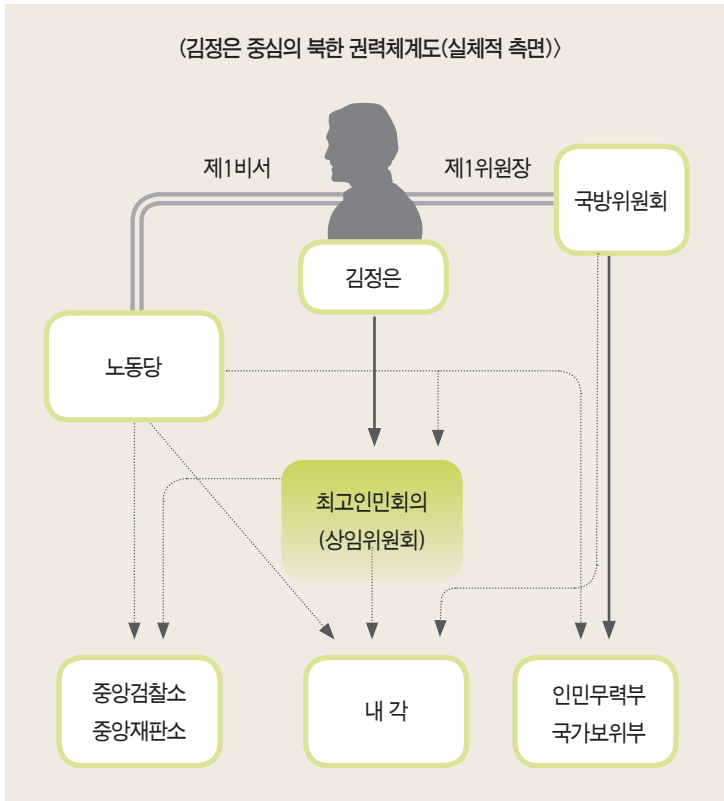 (김정은 중심의 북한 권력체계도(실체적 측면)〉
제1비서
제1위원장
국방위원회
김정은
노동당
최고인민회의
(상임위원회)
중앙검찰소
중앙재판소
내 각
인민무력부
국가보위부